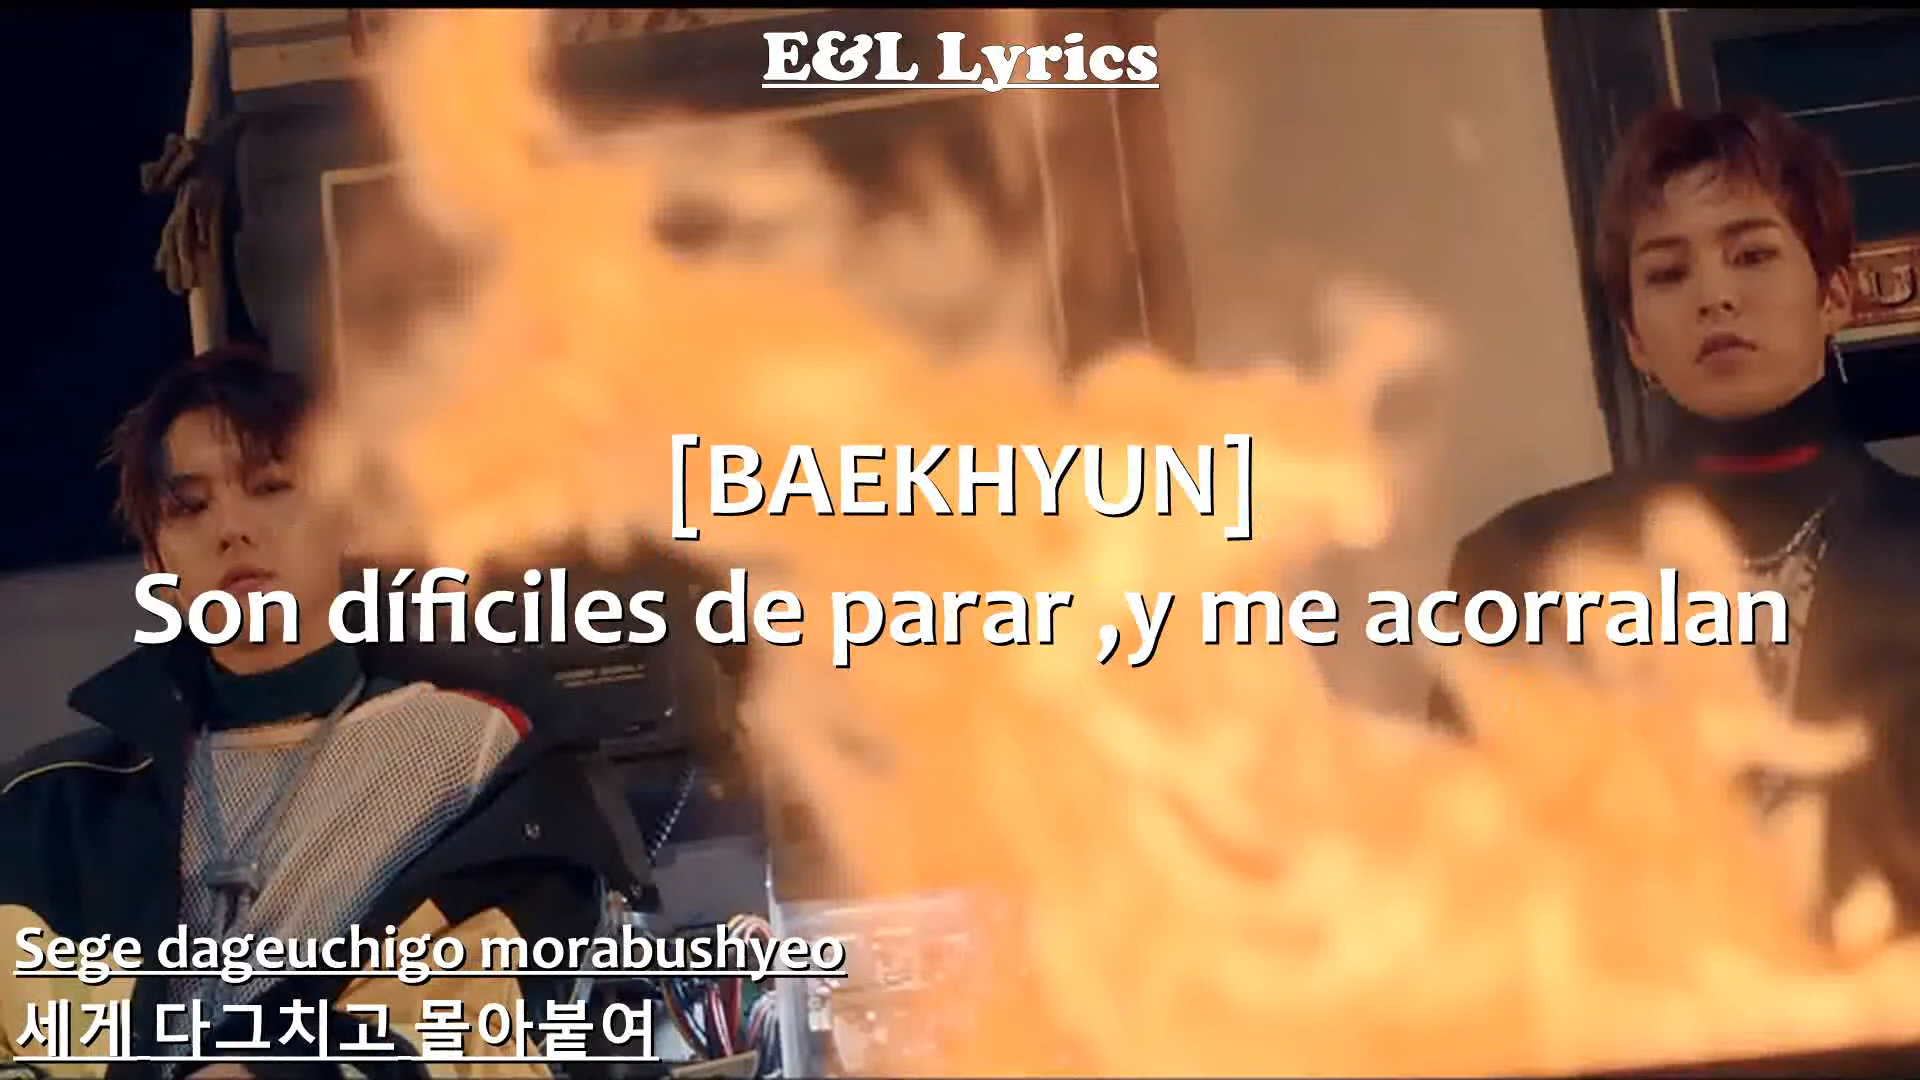 E&L Lyrics
[BAEKHYUN]
Son díficiles de parar ,y me acorralan
Sege dageuchigo morabushyeo
세게 다그치고 몰아붙여